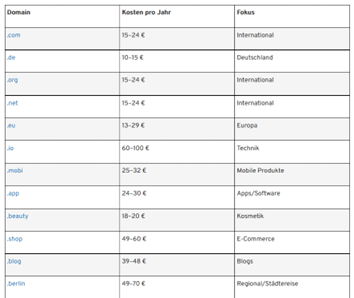 Domain Kosten pro Jahr Fokus
.com 15–24 € International
.de 10–15 € Deutschland
.org 15–24 € International
.net 15–24 € International
.eu 13–29 € Europa
.io 60–100 € Technik
.mobi 25–32 € Mobile Produkte
.app 24–30 € Apps/Software
.beauty 18–20 € Kosmetik
.shop 49–60 € E-Commerce
.blog 39–48 € Blogs
.berlin 49–70 € Regional/Städtereise